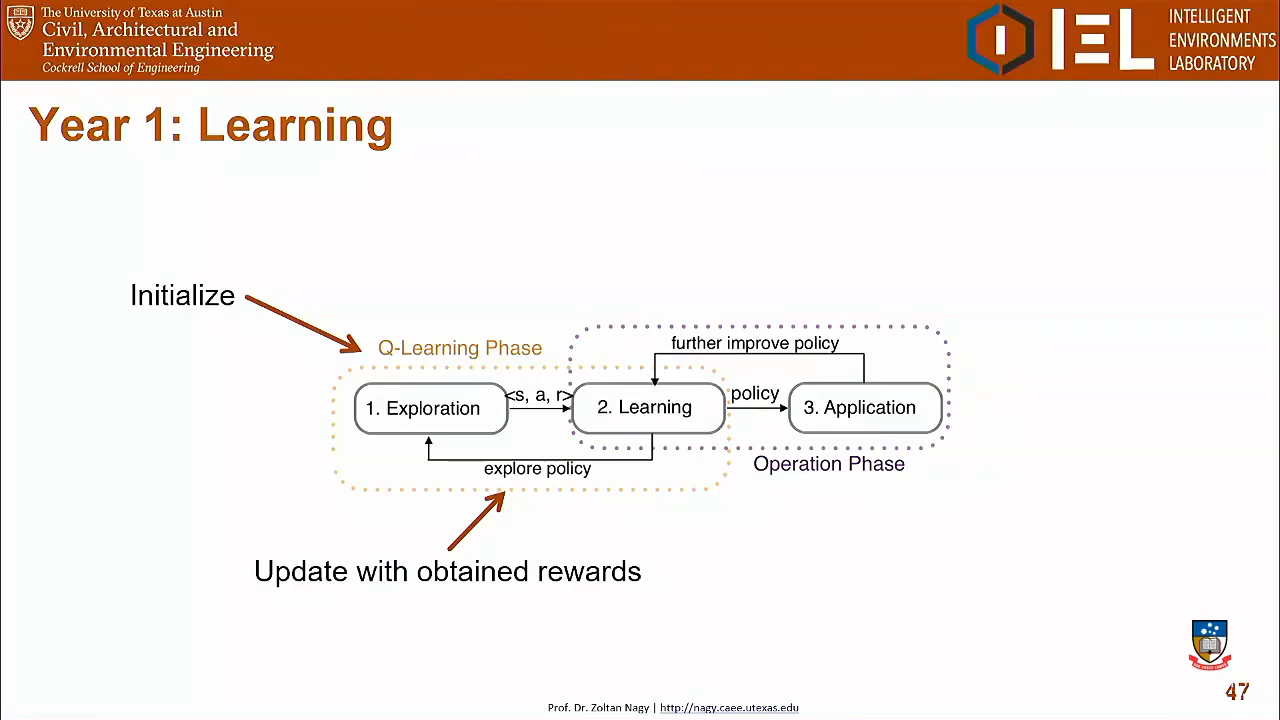 The University of Texas at Austin
Civil, Architectural and
Environmental Engineering
Cockrell School of Engineering
IEL
INTELLIGENT
ENVIRONMENTS
LABORATORY
Year 1: Learning
Initialize
Q-Learning Phase
further improve policy
1. Exploration
<s, a, r>
2. Learning
policy
3. Application
explore policy
Operation Phase
Update with obtained rewards
47
Prof. Dr. Zoltan Nagy | http://nagy.caee.utexas.edu